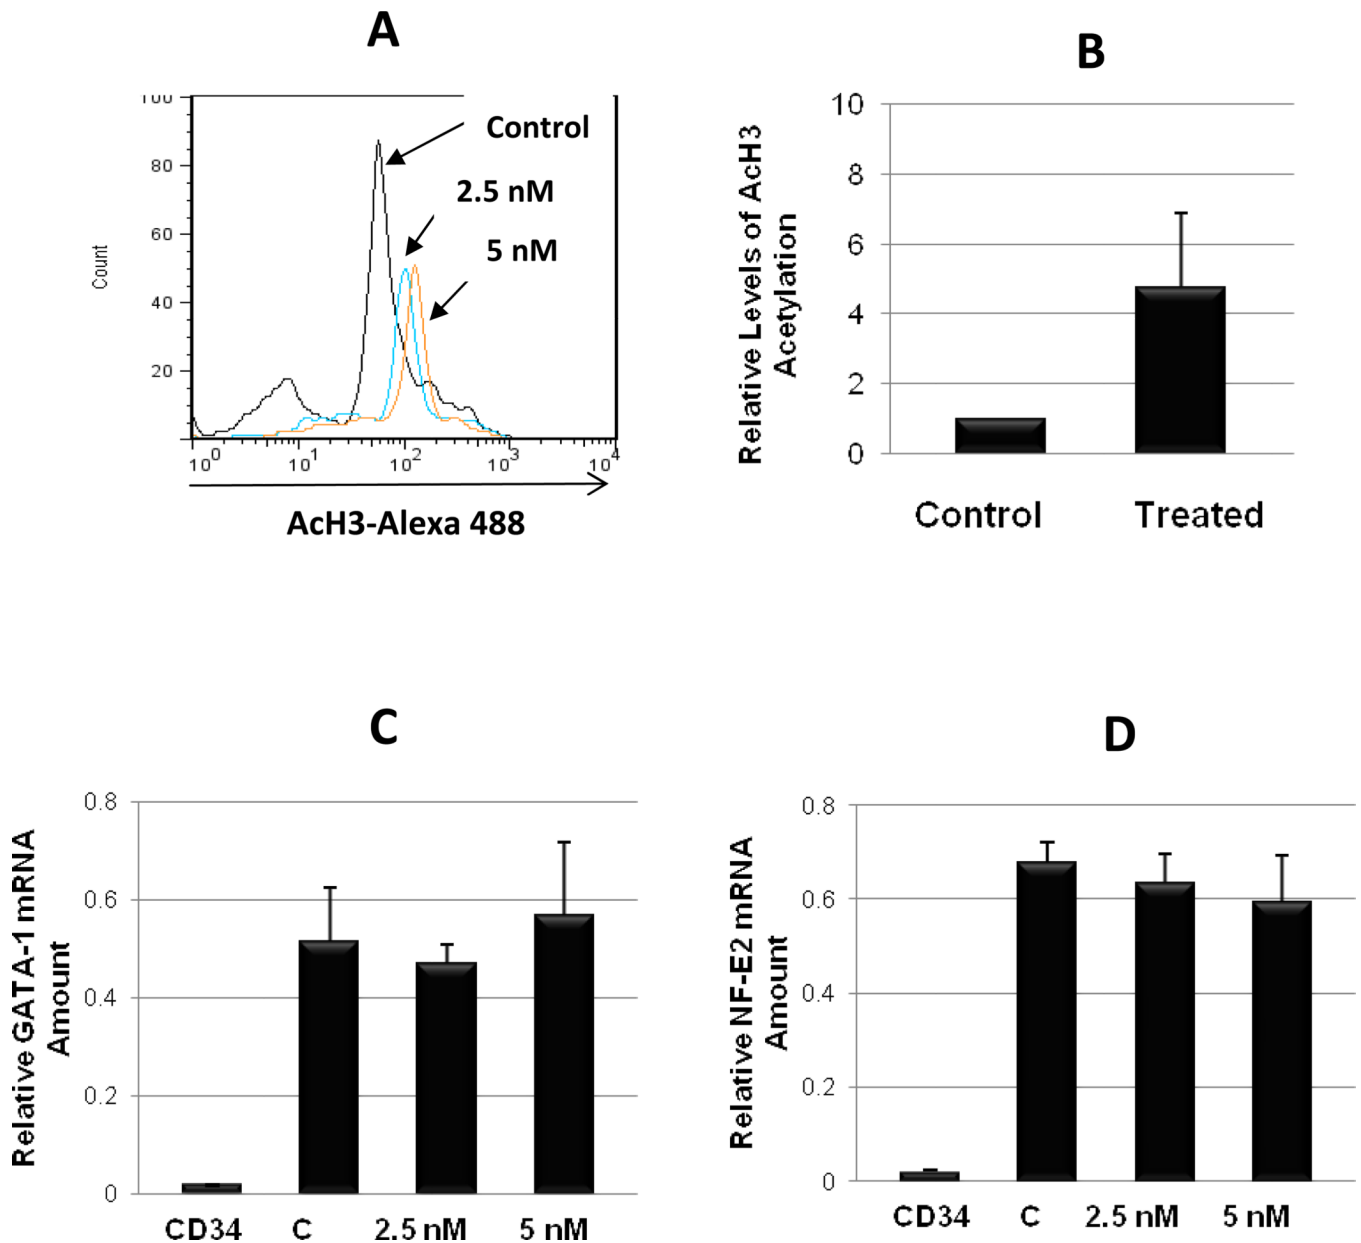 A
100
80
60
40
20
Count
Control
2.5 nM
5 nM
10^0 10^1 10^2 10^3 10^4
AcH3-Alexa 488
B
Relative Levels of AcH3
Acetylation
10
8
6
4
2
0
Control Treated
C
Relative GATA-1 mRNA
Amount
0.8
0.6
0.4
0.2
0
CD34 C 2.5 nM 5 nM
D
Relative NF-E2 mRNA
Amount
0.8
0.6
0.4
0.2
0
CD34 C 2.5 nM 5 nM